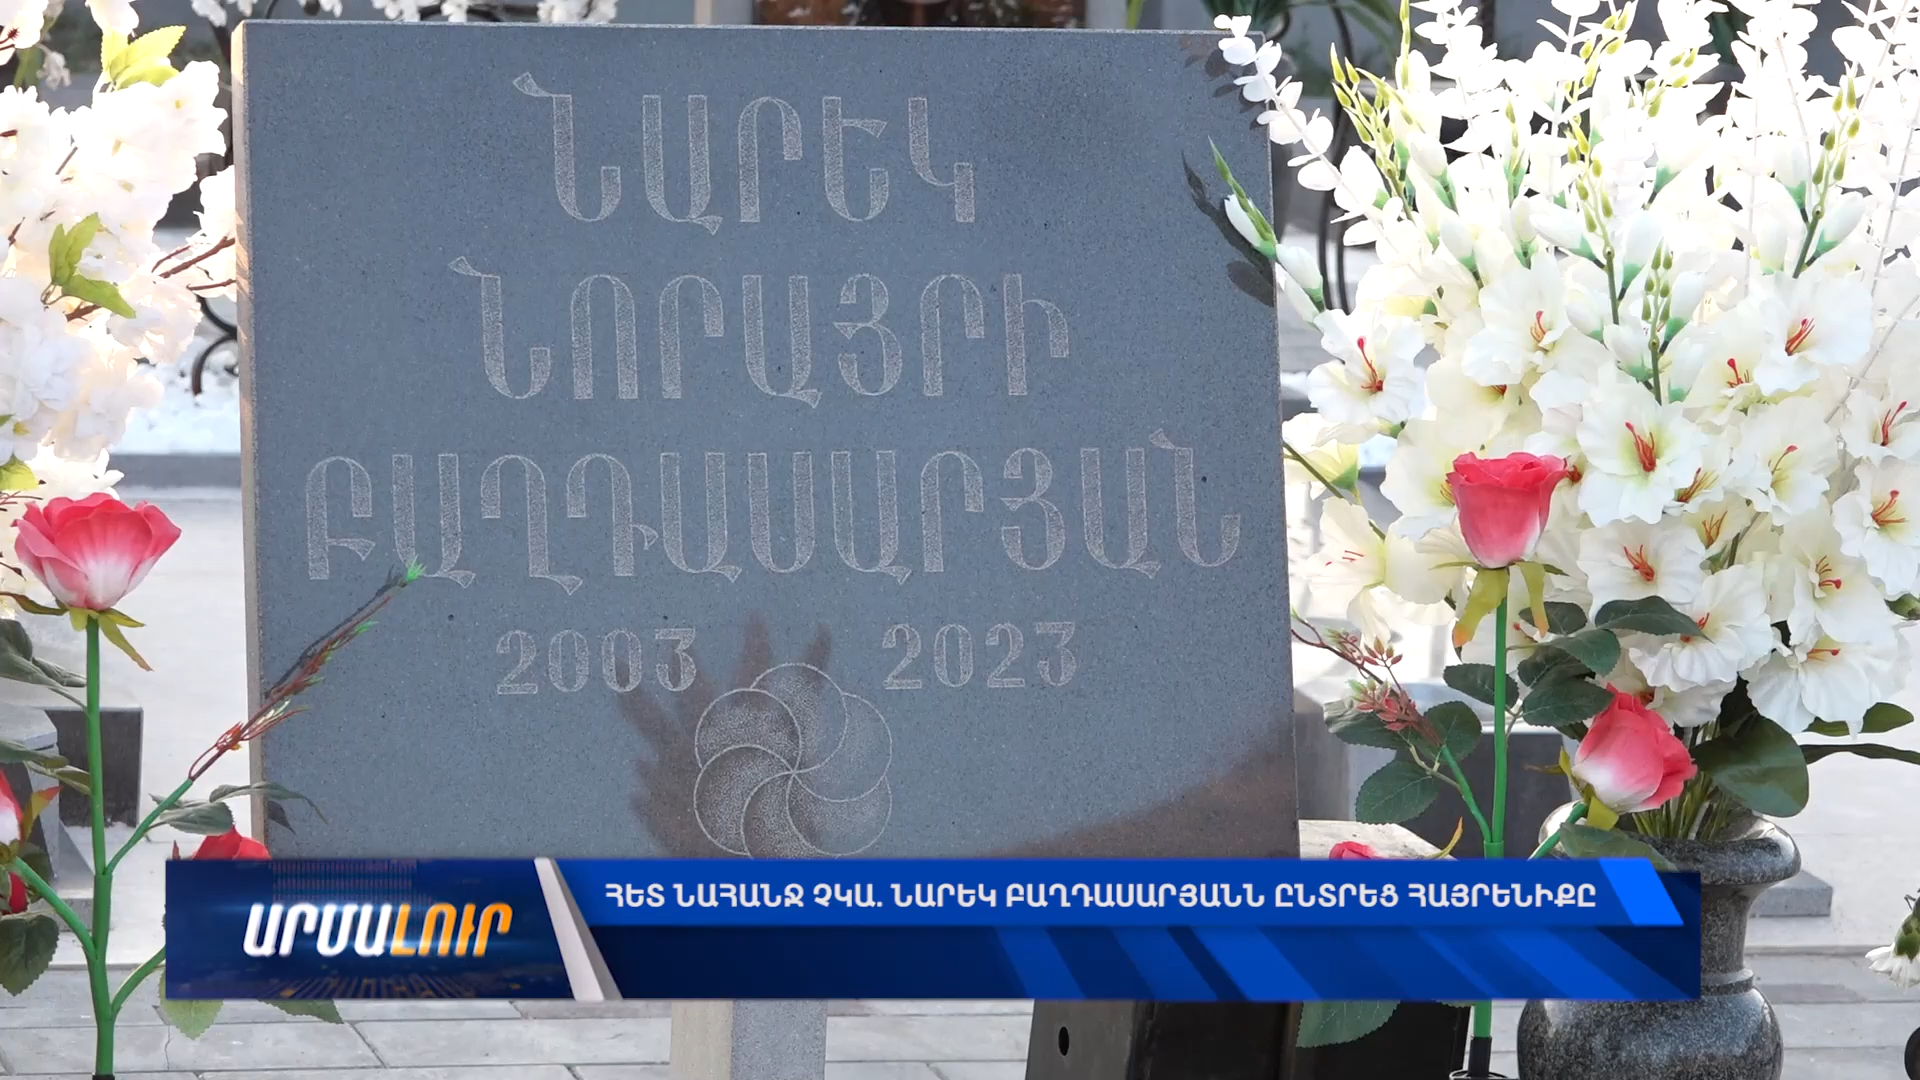 ՆԱՐԵԿ
ՆՈՐԱՅՐԻ
ԲԱՂԴԱՍԱՐՅԱՆ
2003 2023
ՀԵՏ ՆԱՀԱՆՋ ՉԿԱ. ՆԱՐԵԿ ԲԱՂԴԱՍԱՐՅԱՆՆ ԸՆՏՐԵՑ ՀԱՅՐԵՆԻՔԸ
ԱՐՄԱԼՈՒՐ